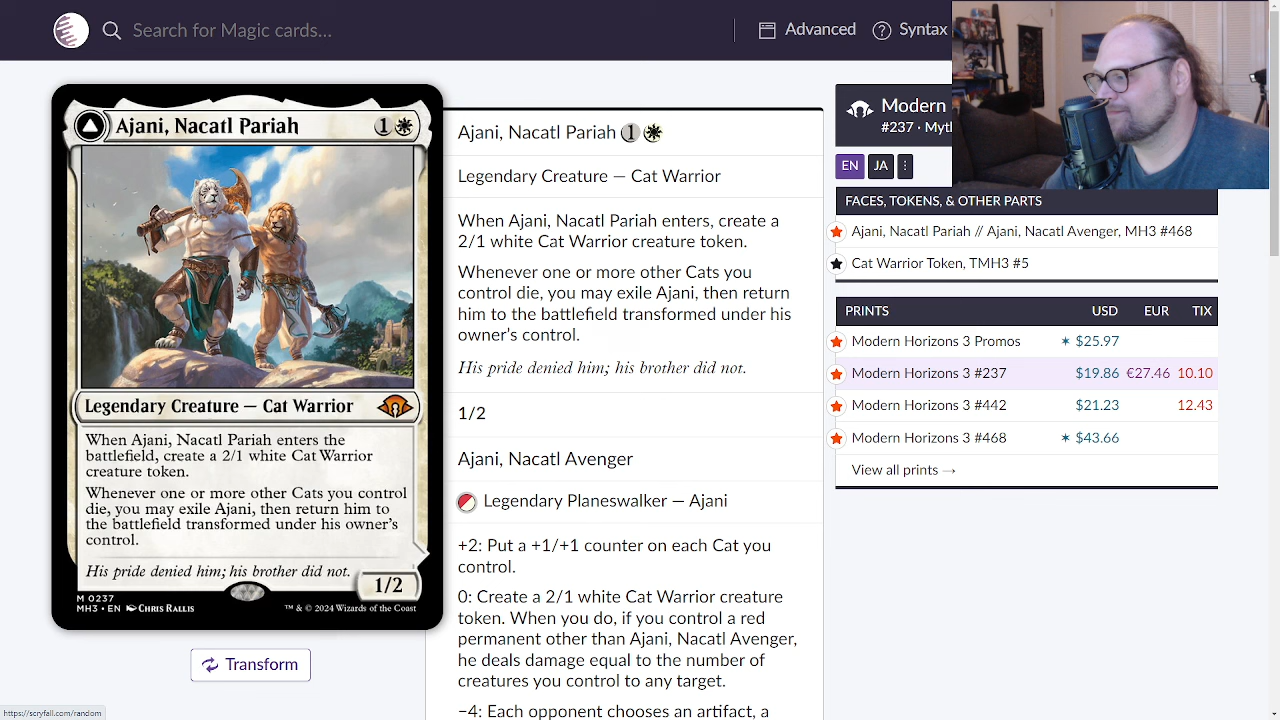 Search for Magic cards...
Advanced
Syntax
Ajani, Nacatl Pariah 1
When Ajani, Nacatl Pariah enters the
battlefield, create a 2/1 white Cat Warrior
creature token.
Whenever one or more other Cats you control
die, you may exile Ajani, then return him to
the battlefield transformed under his owner's
control.
His pride denied him; his brother did not.
Legendary Creature — Cat Warrior
1/2
M 0237
MH3 • EN Chris Rallis
™ & © 2024 Wizards of the Coast
Transform
Ajani, Nacatl Pariah 1
Legendary Creature — Cat Warrior
When Ajani, Nacatl Pariah enters, create a
2/1 white Cat Warrior creature token.
Whenever one or more other Cats you
control die, you may exile Ajani, then return
him to the battlefield transformed under his
owner's control.
His pride denied him; his brother did not.
1/2
Ajani, Nacatl Avenger
Legendary Planeswalker — Ajani
+2: Put a +1/+1 counter on each Cat you
control.
0: Create a 2/1 white Cat Warrior creature
token. When you do, if you control a red
permanent other than Ajani, Nacatl Avenger,
he deals damage equal to the number of
creatures you control to any target.
−4: Each opponent chooses an artifact, a
Modern
#237 · Myth
EN JA
FACES, TOKENS, & OTHER PARTS
Ajani, Nacatl Pariah // Ajani, Nacatl Avenger, MH3 #468
Cat Warrior Token, TMH3 #5
PRINTS USD EUR TIX
Modern Horizons 3 Promos $25.97
Modern Horizons 3 #237 $19.86 €27.46 10.10
Modern Horizons 3 #442 $21.23 12.43
Modern Horizons 3 #468 $43.66
View all prints →
https://scryfall.com/random